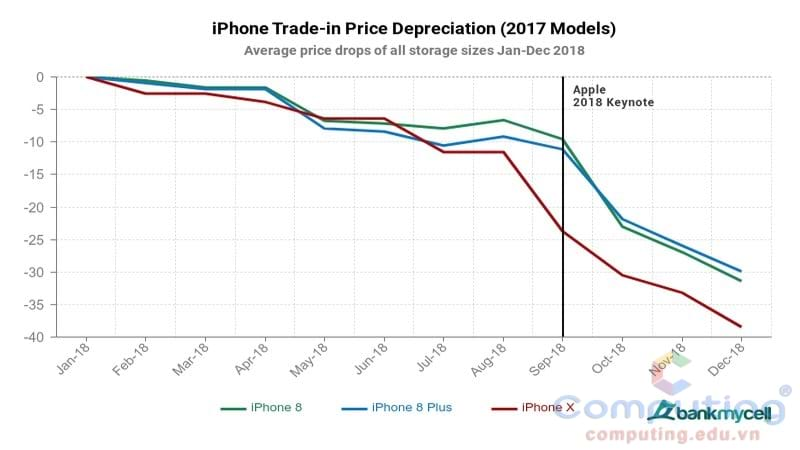 iPhone Trade-in Price Depreciation (2017 Models)
Average price drops of all storage sizes Jan-Dec 2018
0
-5
-10
-15
-20
-25
-30
-35
-40
Apple
2018 Keynote
Jan-18
Feb-18
Mar-18
Apr-18
May-18
Jun-18
Jul-18
Aug-18
Sep-18
Oct-18
Nov-18
Dec-18
iPhone 8
iPhone 8 Plus
iPhone X
Computing®
bankmycell
computing.edu.vn